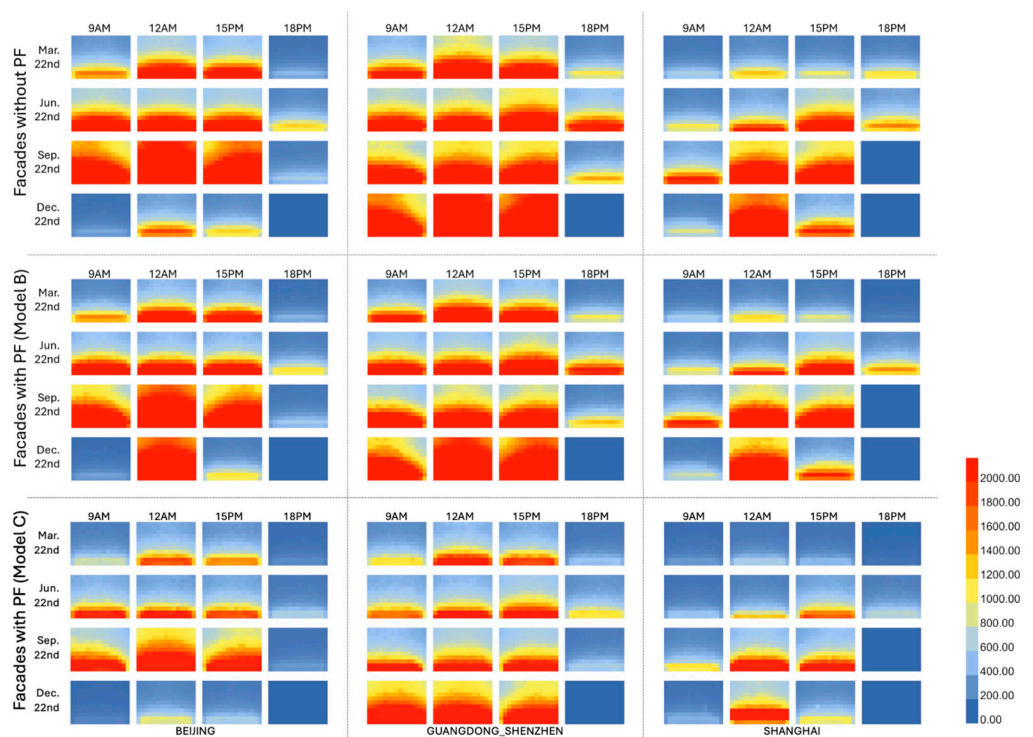 9AM 12AM 15PM 18PM 9AM 12AM 15PM 18PM 9AM 12AM 15PM 18PM
Facades without PF
Mar.
22nd
Jun.
22nd
Sep.
22nd
Dec.
22nd
9AM 12AM 15PM 18PM 9AM 12AM 15PM 18PM 9AM 12AM 15PM 18PM
Facades with PF (Model B)
Mar.
22nd
Jun.
22nd
Sep.
22nd
Dec.
22nd
9AM 12AM 15PM 18PM 9AM 12AM 15PM 18PM 9AM 12AM 15PM 18PM
Facades with PF (Model C)
Mar.
22nd
Jun.
22nd
Sep.
22nd
Dec.
22nd
BEIJING GUANGDONG_SHENZHEN SHANGHAI
2000.00
1800.00
1600.00
1400.00
1200.00
1000.00
800.00
600.00
400.00
200.00
0.00